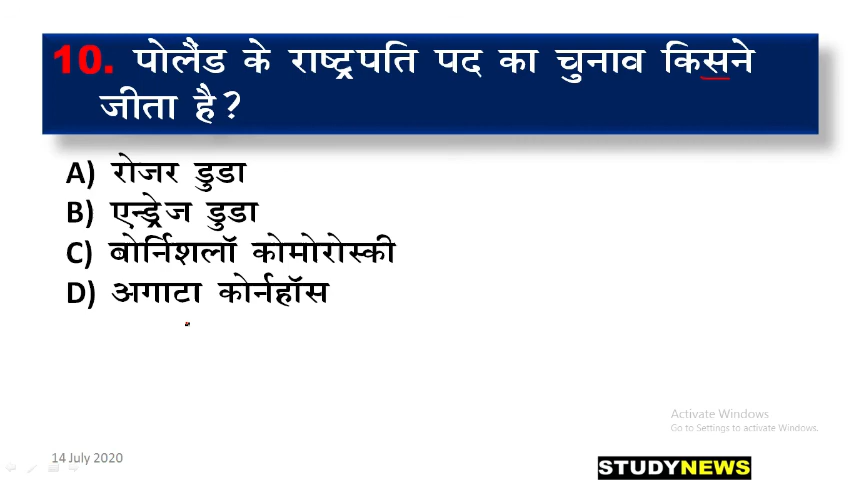 10. पोलैंड के राष्ट्रपति पद का चुनाव किसने
जीता है?
A) रोजर डुडा
B) एन्ड्रेज डुडा
C) बोर्निशलॉ कोमोरोस्की
D) अगाटा कोर्नहॉस
Activate Windows
Go to Settings to activate Windows.
14 July 2020
STUDYNEWS